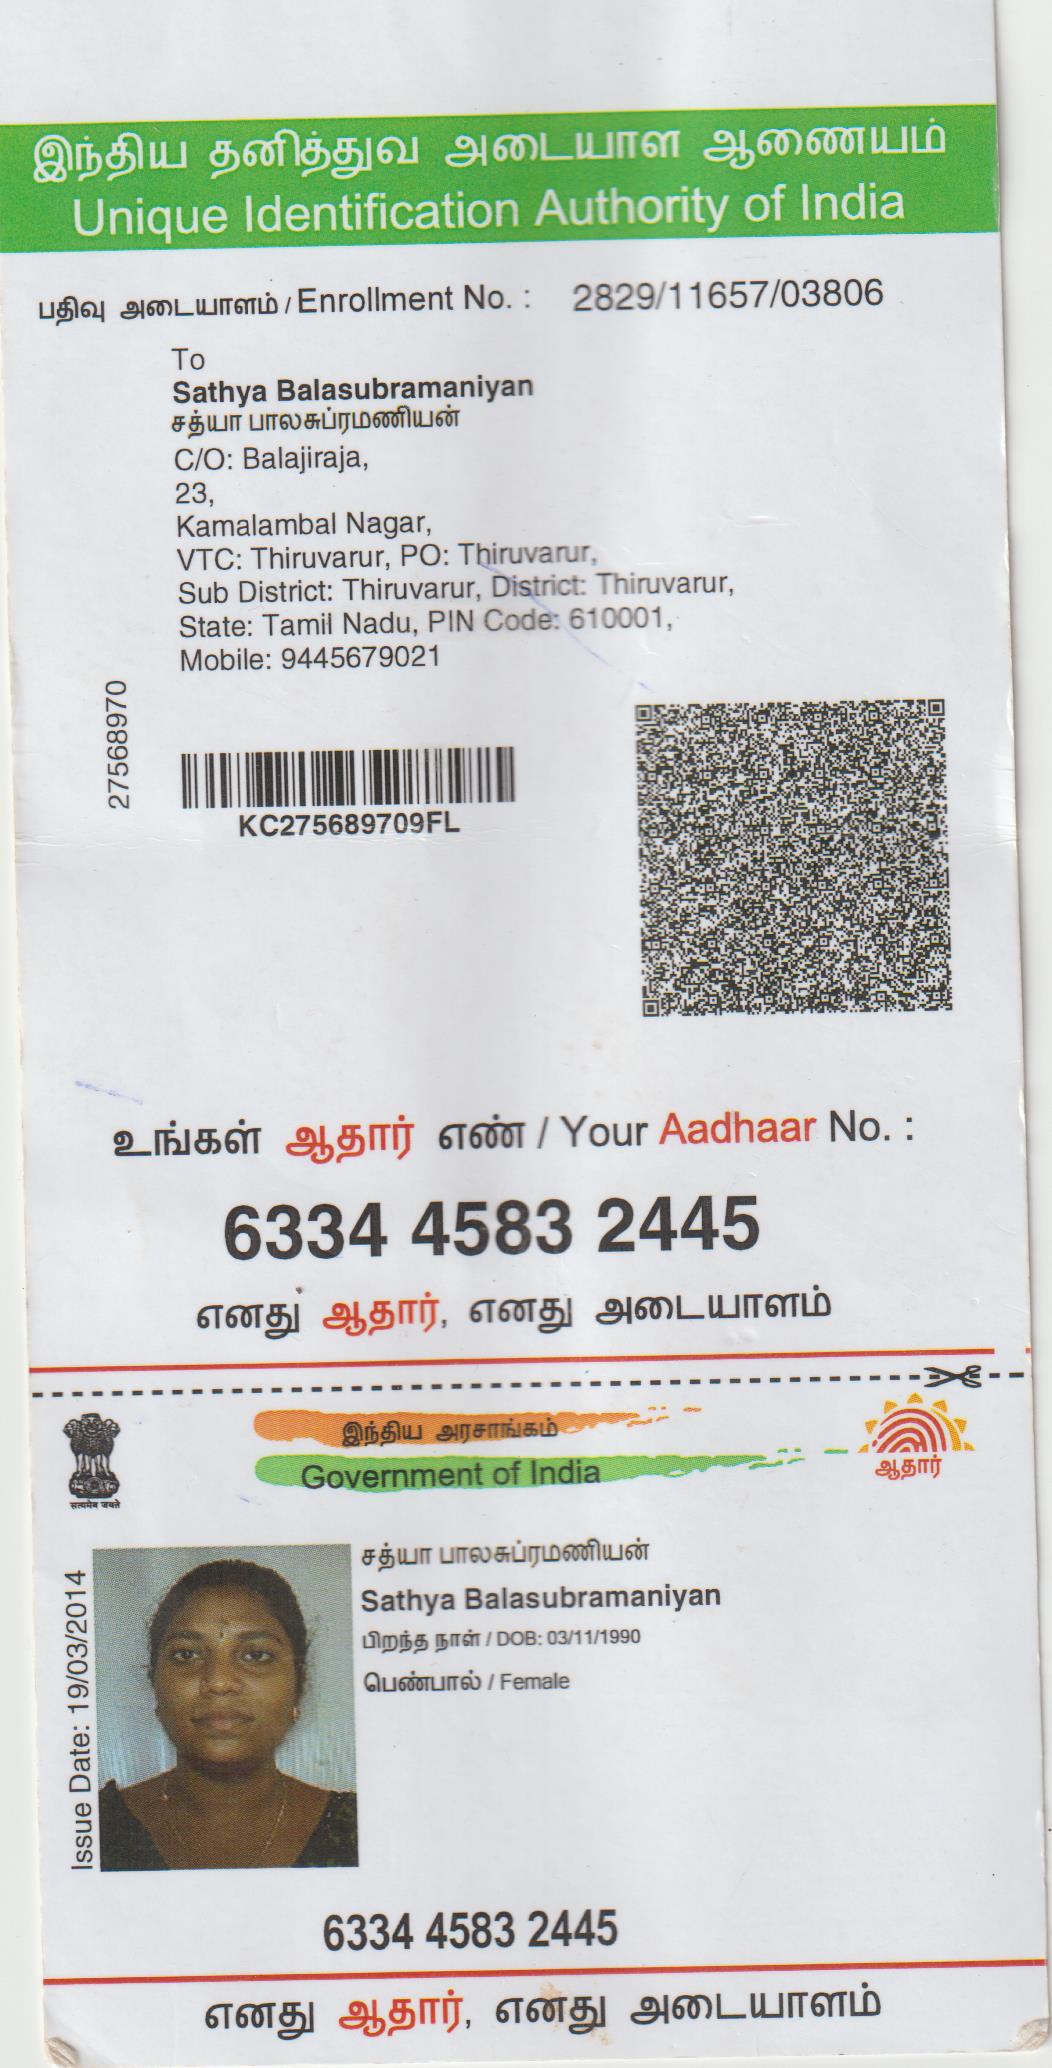 இந்திய தனித்துவ அடையாள ஆணையம்
Unique Identification Authority of India
பதிவு அடையாளம் / Enrollment No. : 2829/11657/03806
To
Sathya Balasubramaniyan
சத்யா பாலசுப்ரமணியன்
C/O: Balajiraja,
23,
Kamalambal Nagar,
VTC: Thiruvarur, PO: Thiruvarur,
Sub District: Thiruvarur, District: Thiruvarur,
State: Tamil Nadu, PIN Code: 610001,
Mobile: 9445679021
27568970
KC275689709FL
உங்கள் ஆதார் எண் / Your Aadhaar No. :
6334 4583 2445
எனது ஆதார், எனது அடையாளம்
இந்திய அரசாங்கம்
Government of India
सत्यमेव जयते
ஆதார்
Issue Date: 19/03/2014
சத்யா பாலசுப்ரமணியன்
Sathya Balasubramaniyan
பிறந்த நாள் / DOB: 03/11/1990
பெண்பால் / Female
6334 4583 2445
எனது ஆதார், எனது அடையாளம்